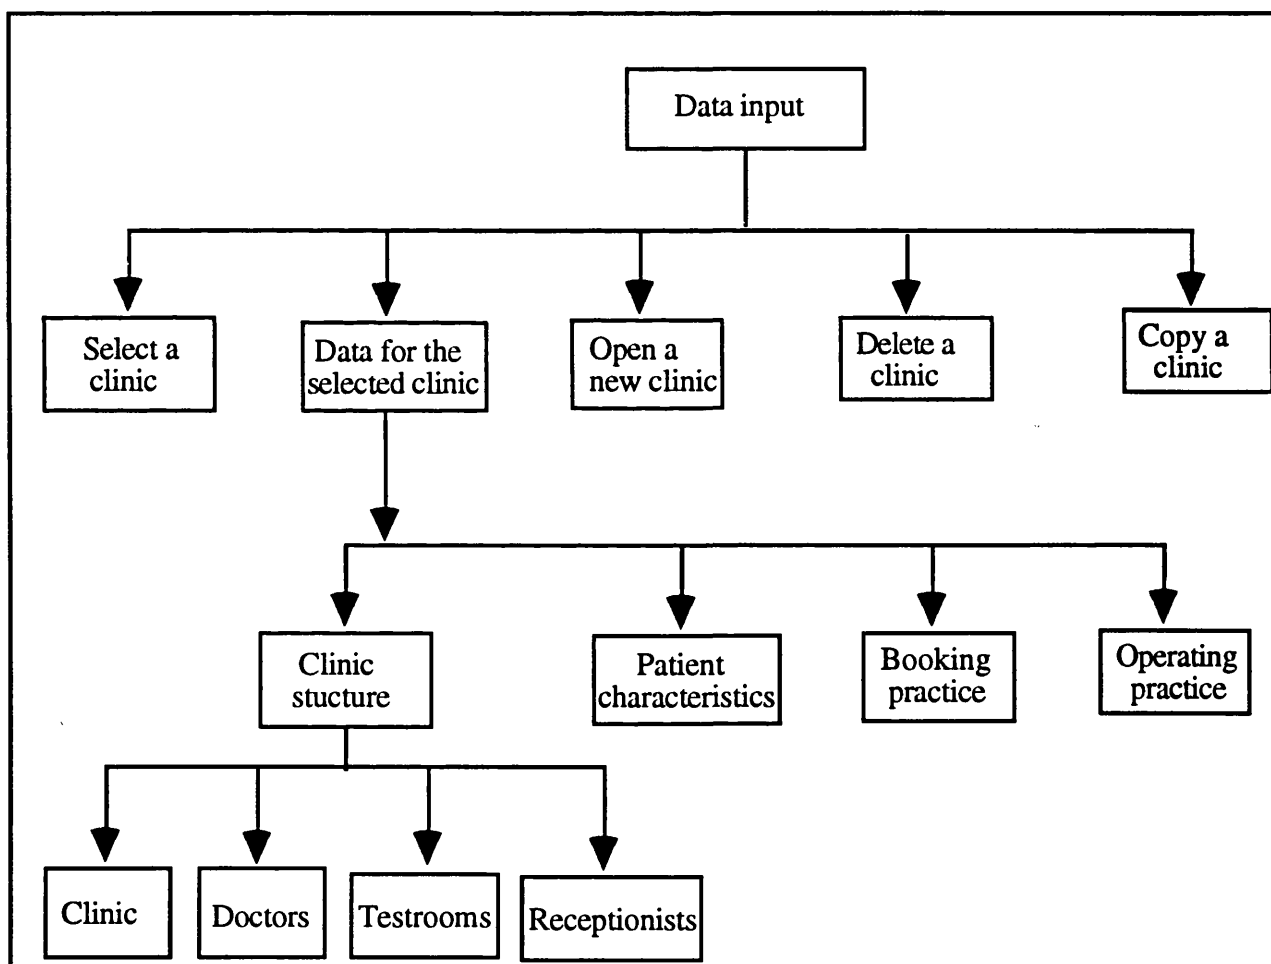 Data input
Select a
clinic
Data for the
selected clinic
Open a
new clinic
Delete a
clinic
Copy a
clinic
Clinic
stucture
Patient
characteristics
Booking
practice
Operating
practice
Clinic
Doctors
Testrooms
Receptionists